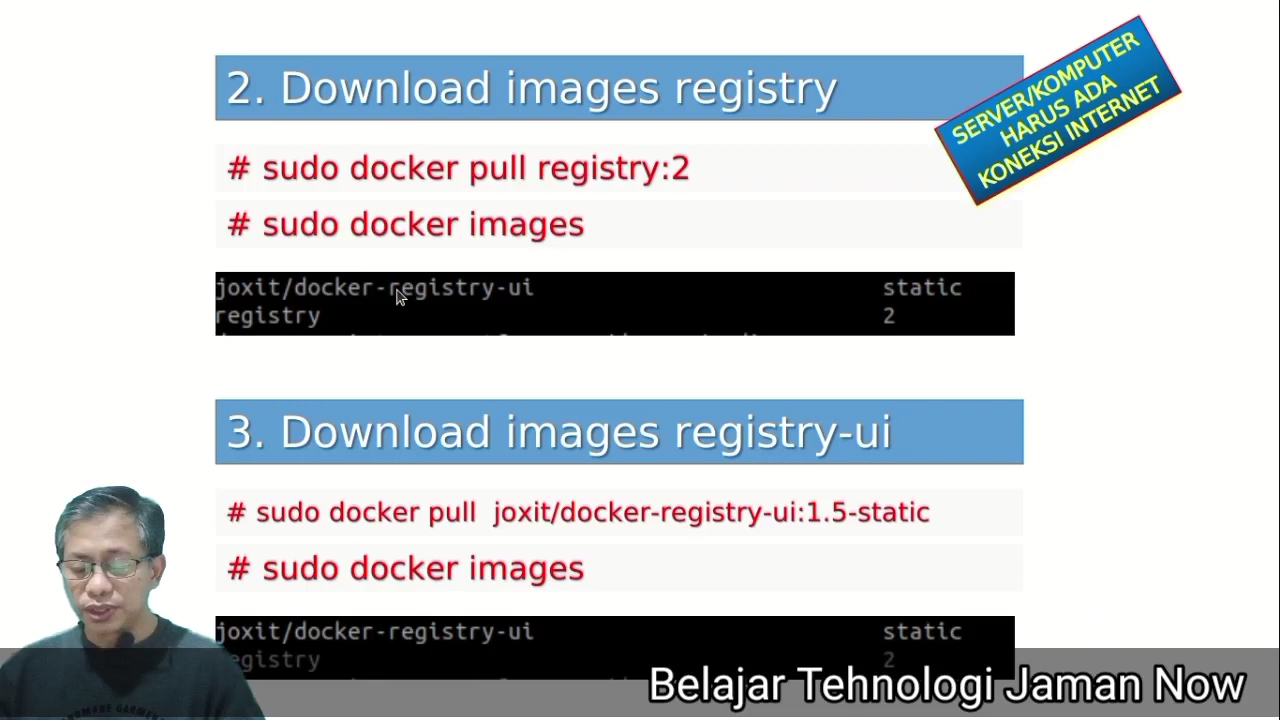 2. Download images registry
SERVER/KOMPUTER
HARUS ADA
KONEKSI INTERNET
# sudo docker pull registry:2
# sudo docker images
joxit/docker-registry-ui static
registry 2
3. Download images registry-ui
# sudo docker pull joxit/docker-registry-ui:1.5-static
# sudo docker images
joxit/docker-registry-ui static
registry 2
Belajar Tehnologi Jaman Now